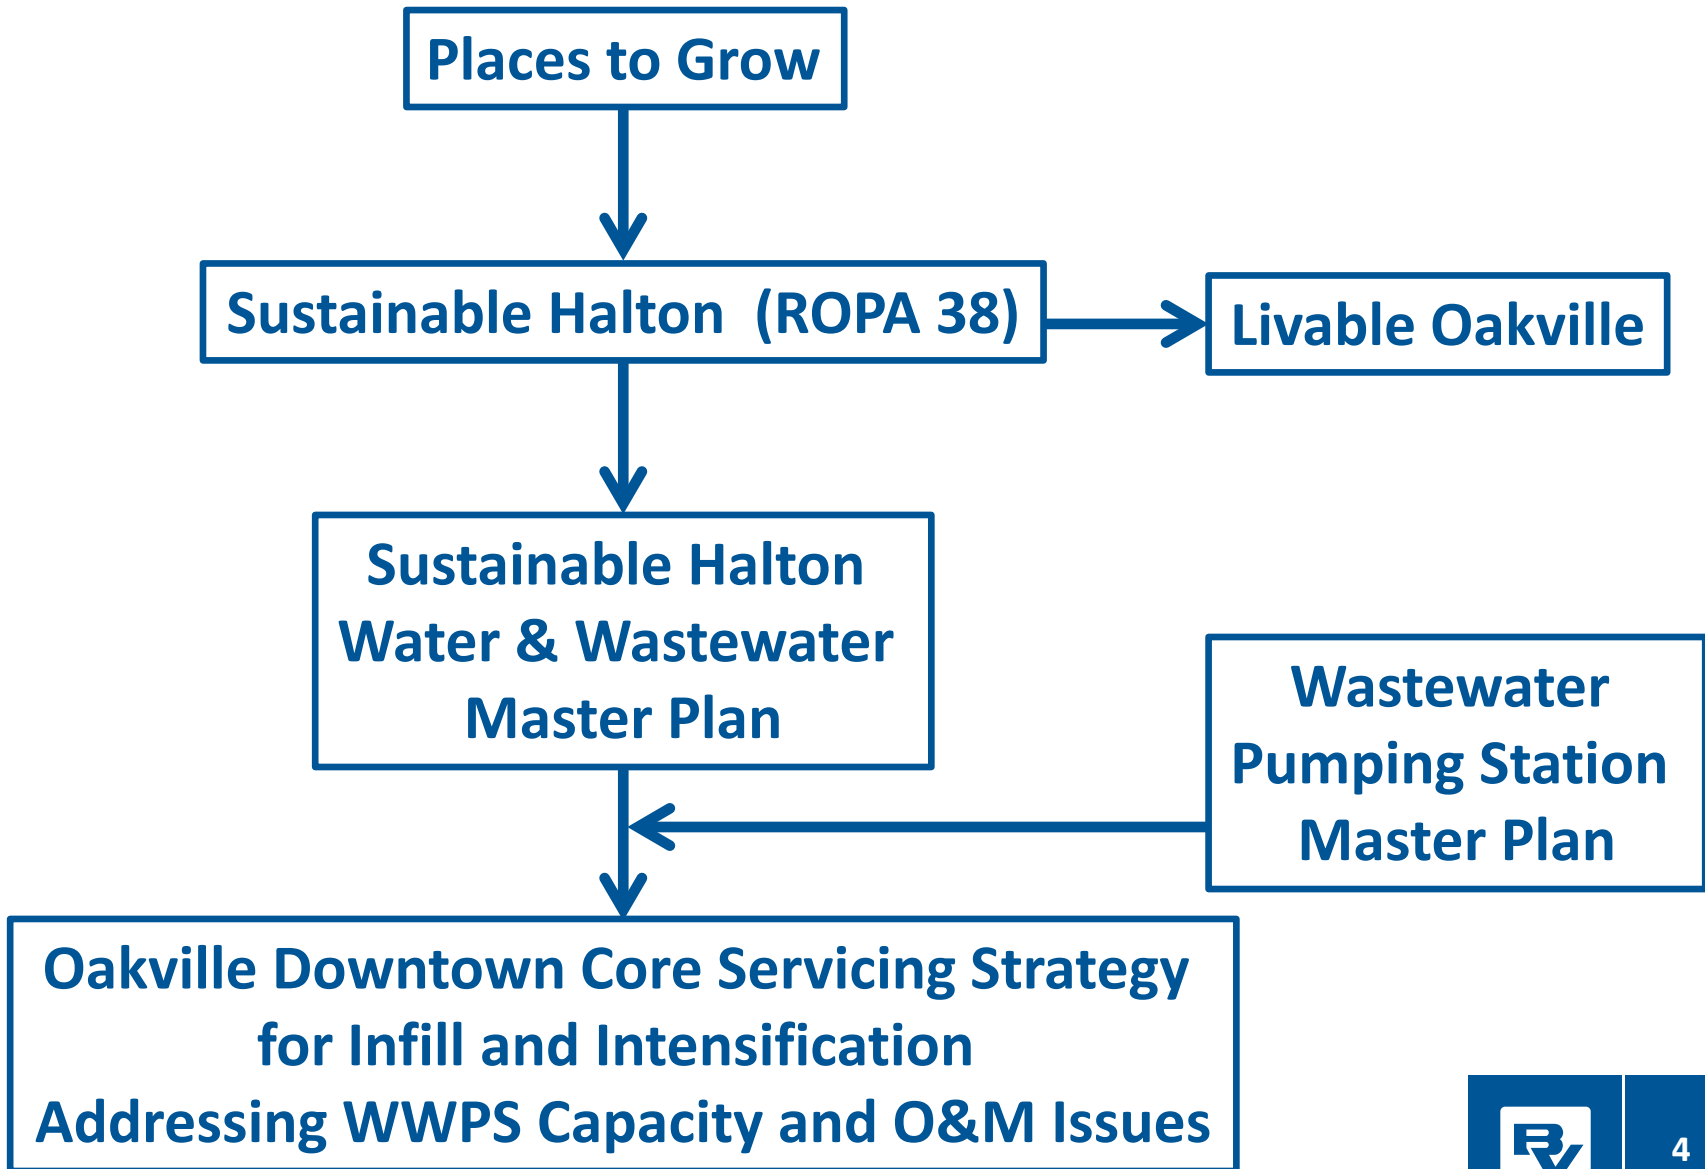 Places to Grow
Sustainable Halton (ROPA 38)
Livable Oakville
Sustainable Halton
Water & Wastewater
Master Plan
Wastewater
Pumping Station
Master Plan
Oakville Downtown Core Servicing Strategy
for Infill and Intensification
Addressing WWPS Capacity and O&M Issues
BV
4